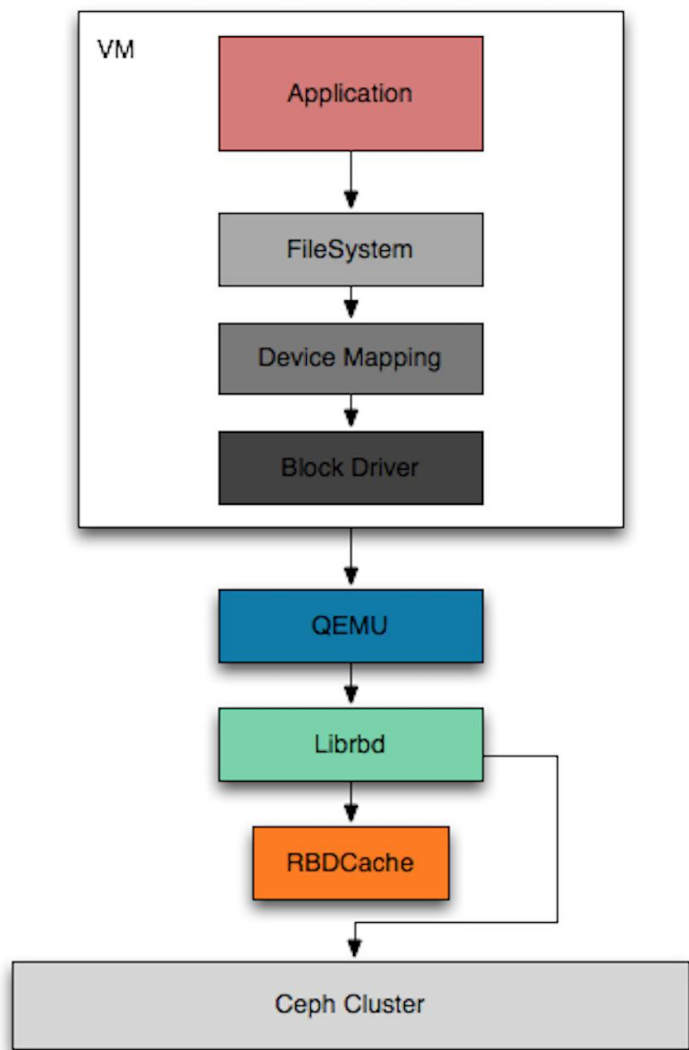 VM
Application
FileSystem
Device Mapping
Block Driver
QEMU
Librbd
RBDCache
Ceph Cluster